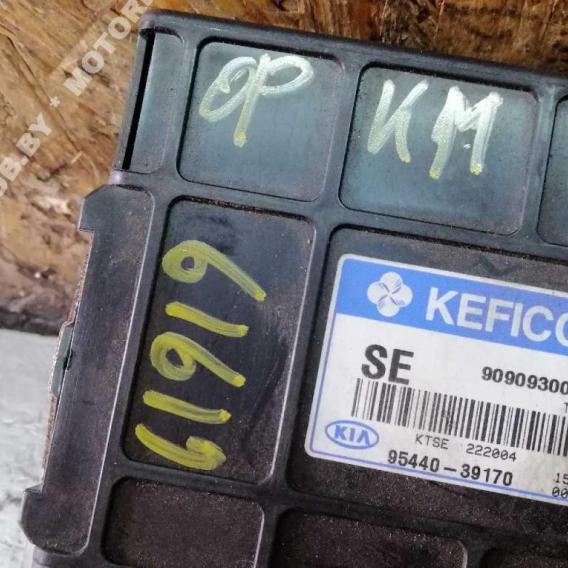 OP KM
61919
KEFICO
SE 90909300
KIA
KTSE 222004
95440-39170